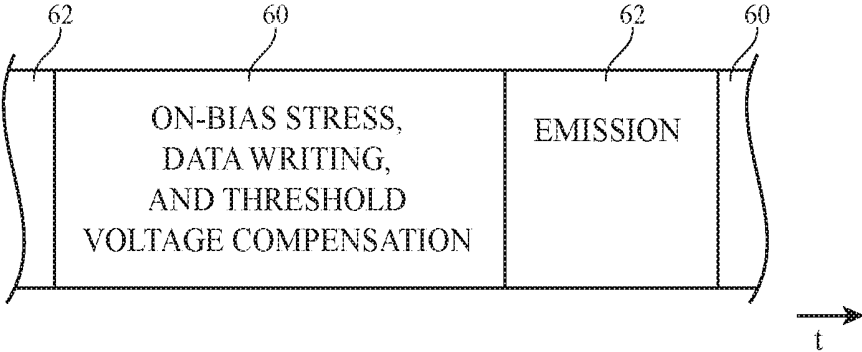 62 60 62 60
ON-BIAS STRESS,
DATA WRITING,
AND THRESHOLD
VOLTAGE COMPENSATION
EMISSION
t